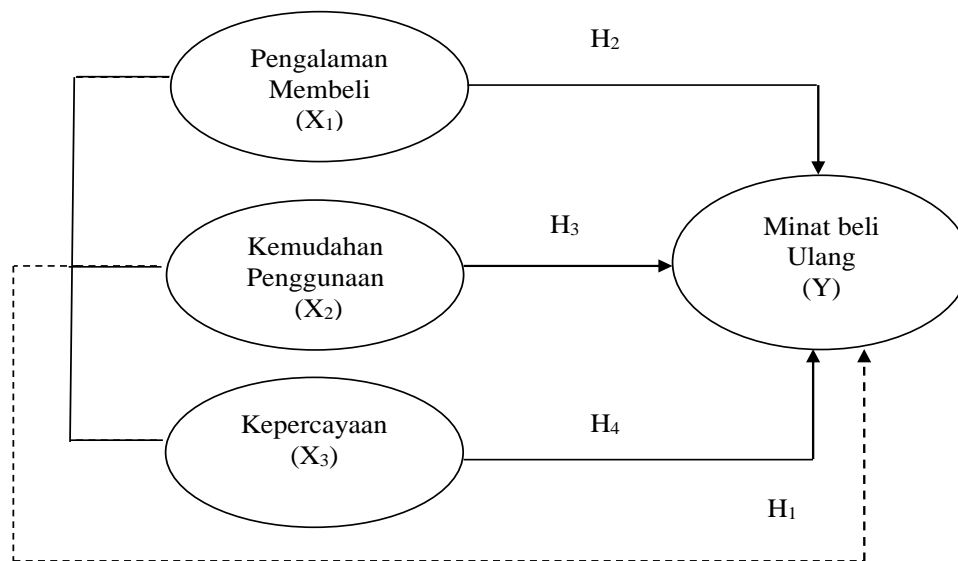 H₂
Pengalaman
Membeli
(X₁)
H₃
Kemudahan
Penggunaan
(X₂)
Minat beli
Ulang
(Y)
Kepercayaan
(X₃)
H₄
H₁